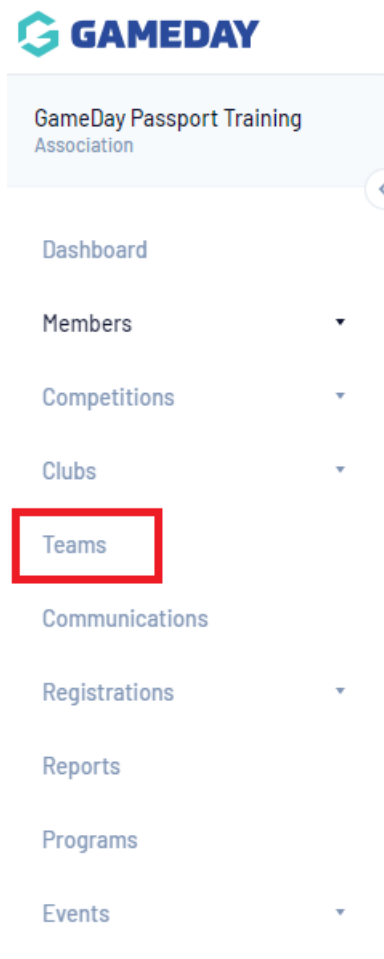 GAMEDAY
GameDay Passport Training
Association
Dashboard
Members
Competitions
Clubs
Teams
Communications
Registrations
Reports
Programs
Events